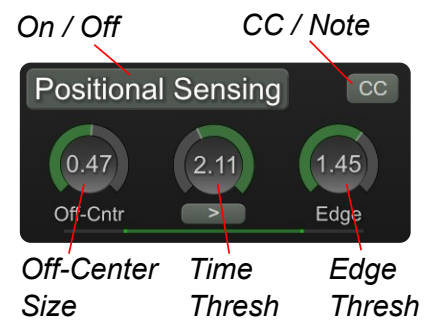 On / Off
CC / Note
Positional Sensing
CC
0.47
2.11
1.45
Off-Cntr
>
Edge
Off-Center
Size
Time
Thresh
Edge
Thresh